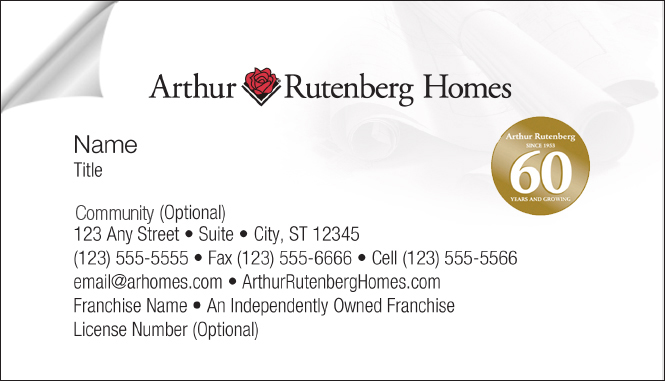 Arthur Rutenberg Homes
Name
Title
Arthur Rutenberg
SINCE 1953
60
YEARS AND GROWING
Community (Optional)
123 Any Street • Suite • City, ST 12345
(123) 555-5555 • Fax (123) 555-6666 • Cell (123) 555-5566
email@arhomes.com • ArthurRutenbergHomes.com
Franchise Name • An Independently Owned Franchise
License Number (Optional)